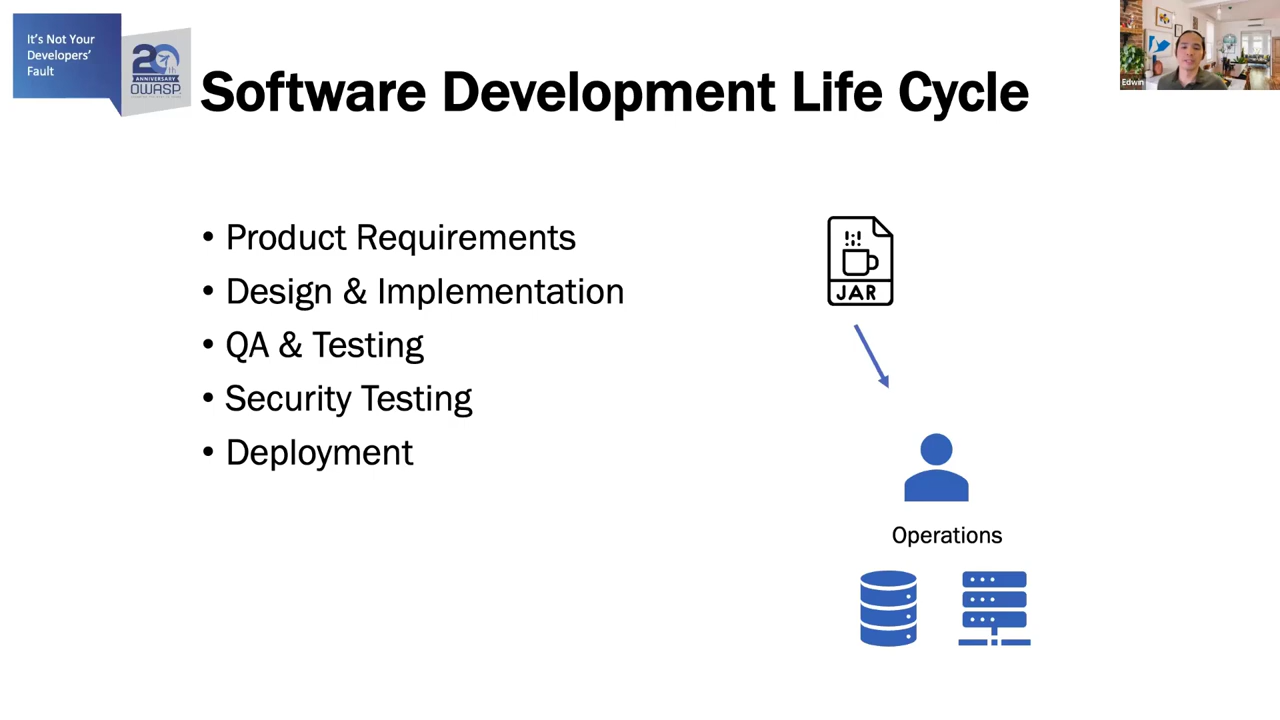 It's Not Your
Developers'
Fault
20th
ANNIVERSARY
OWASP
Software Development Life Cycle
Edwin
• Product Requirements
• Design & Implementation
• QA & Testing
• Security Testing
• Deployment
JAR
Operations